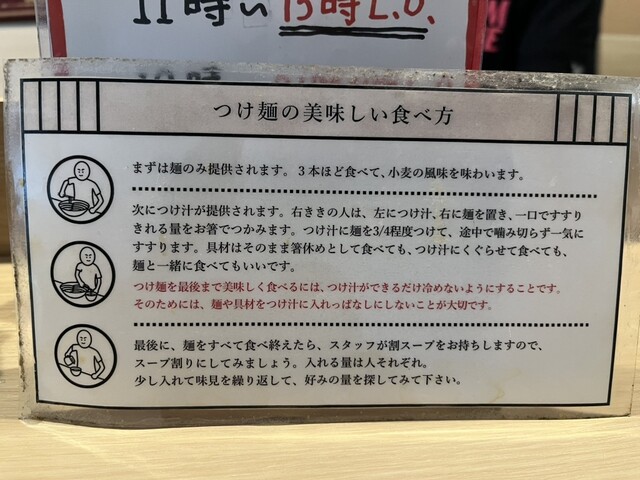 11時い 15時L.O.
つけ麺の美味しい食べ方
まずは麺のみ提供されます。3本ほど食べて、小麦の風味を味わいます。
次につけ汁が提供されます。右ききの人は、左につけ汁、右に麺を置き、一口ですすり
きれる量をお箸でつかみます。つけ汁に麺を3/4程度つけて、途中で噛み切らず一気に
すすります。具材はそのまま箸休めとして食べても、つけ汁にくぐらせて食べても、
麺と一緒に食べてもいいです。
つけ麺を最後まで美味しく食べるには、つけ汁ができるだけ冷めないようにすることです。
そのためには、麺や具材をつけ汁に入れっぱなしにしないことが大切です。
最後に、麺をすべて食べ終えたら、スタッフが割スープをお持ちしますので、
スープ割りにしてみましょう。入れる量は人それぞれ。
少し入れて味見を繰り返して、好みの量を探してみて下さい。